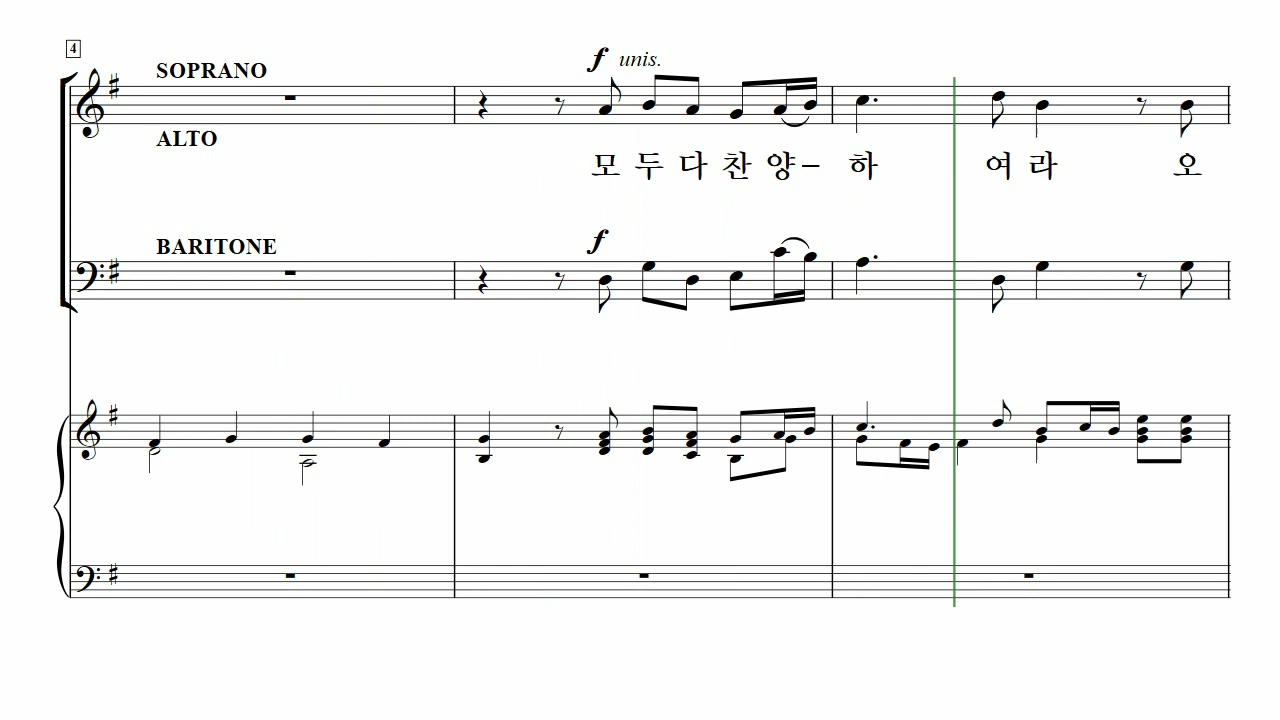 4
SOPRANO
f unis.
ALTO
모 두 다 찬 양– 하 여 라 오
f
BARITONE